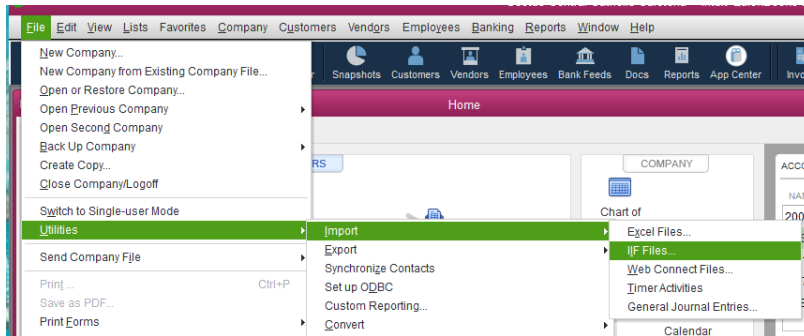 File Edit View Lists Favorites Company Customers Vendors Employees Banking Reports Window Help
New Company...
New Company from Existing Company File...
Open or Restore Company...
Open Previous Company
Open Second Company
Back Up Company
Create Copy...
Close Company/Logoff
Switch to Single-user Mode
Utilities
Send Company File
Print ... Ctrl+P
Save as PDF...
Print Forms
Snapshots Customers Vendors Employees Bank Feeds Docs Reports App Center
Home
COMPANY
Chart of
Calendar
Import
Export
Synchronize Contacts
Set up ODBC
Custom Reporting...
Convert
Excel Files...
IIF Files...
Web Connect Files...
Timer Activities
General Journal Entries...